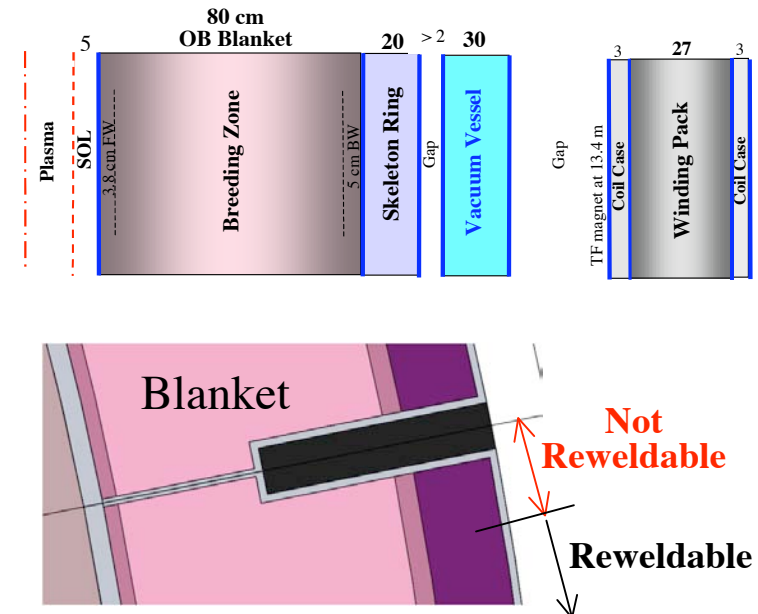 80 cm
OB Blanket
5
20
> 2
30
3
27
3
Plasma
SOL
3.8 cm FW
Breeding Zone
5 cm BW
Skeleton Ring
Gap
Vacuum Vessel
Gap
TF magnet at 13.4 m
Coil Case
Winding Pack
Coil Case
Blanket
Not
Reweldable
Reweldable